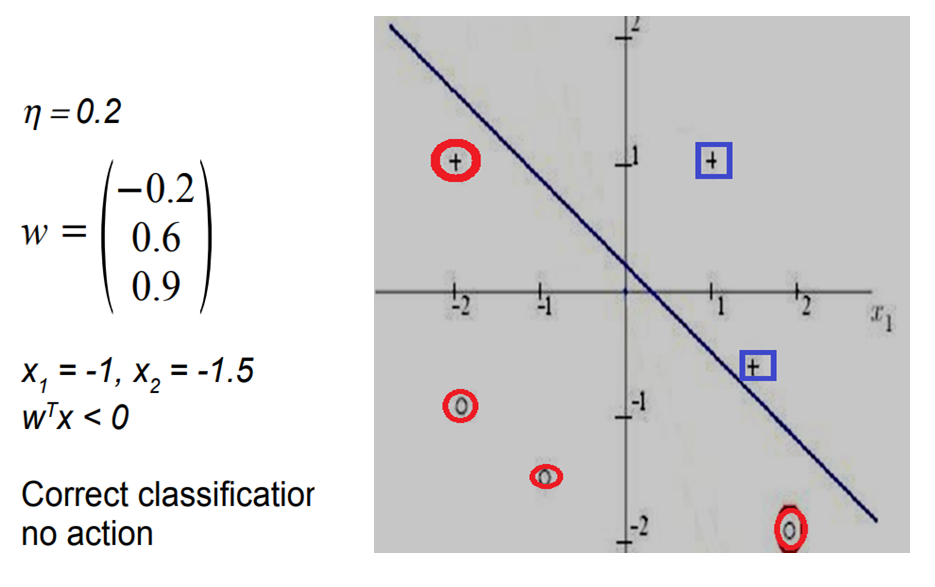 η = 0.2
w = (−0.2
0.6
0.9)
x₁ = -1, x₂ = -1.5
wᵀx < 0
Correct classification
no action
2
+ 1 +
-2 -1 1 2 x₁
+
o -1
o
-2 o